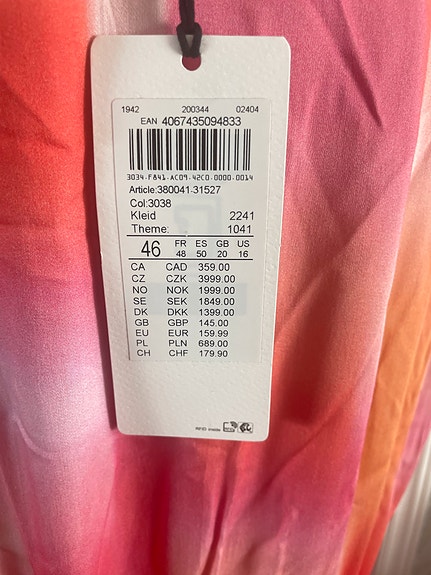 1942 200344 02404
EAN 4067435094833
3034.F841.AC09.42C0.0000.0014
Article:380041-31527
Col:3038
Kleid 2241
Theme: 1041
46 FR ES GB US
48 50 20 16
CA CAD 359.00
CZ CZK 3999.00
NO NOK 1999.00
SE SEK 1849.00
DK DKK 1399.00
GB GBP 145.00
EU EUR 159.99
PL PLN 689.00
CH CHF 179.90
RFID inside